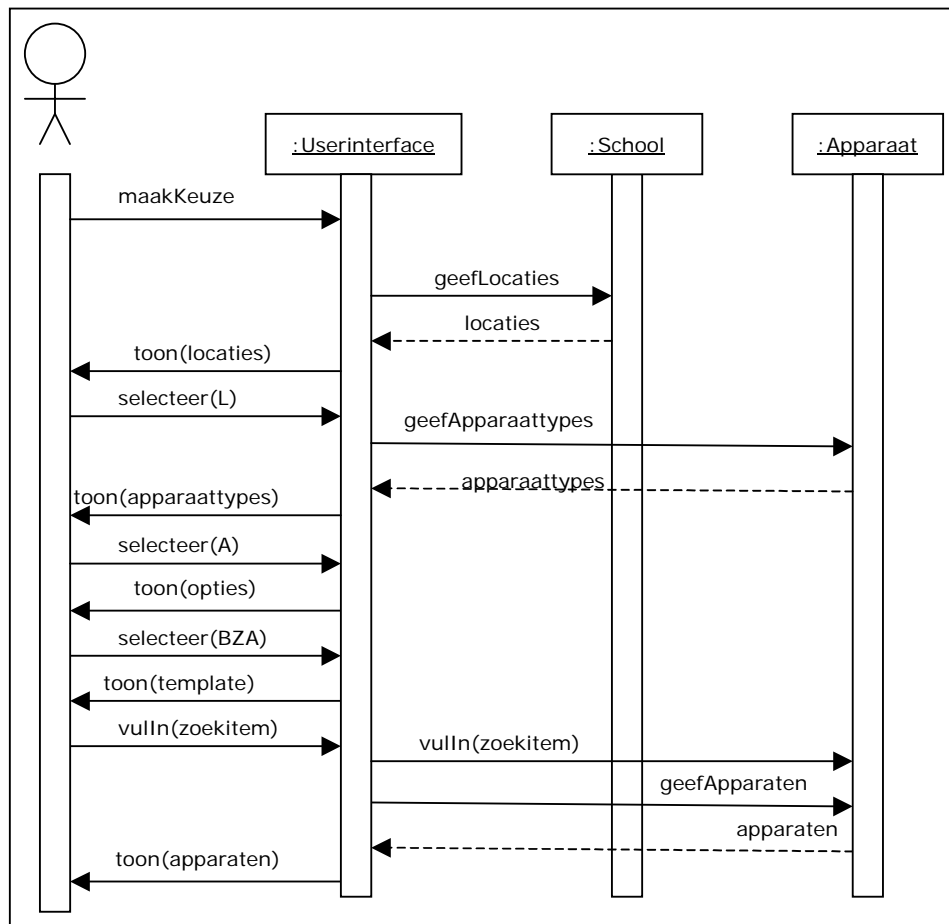 :Userinterface
:School
:Apparaat
maakKeuze
geefLocaties
locaties
toon(locaties)
selecteer(L)
geefApparaattypes
apparaattypes
toon(apparaattypes)
selecteer(A)
toon(opties)
selecteer(BZA)
toon(template)
vulIn(zoekitem)
vulIn(zoekitem)
geefApparaten
apparaten
toon(apparaten)